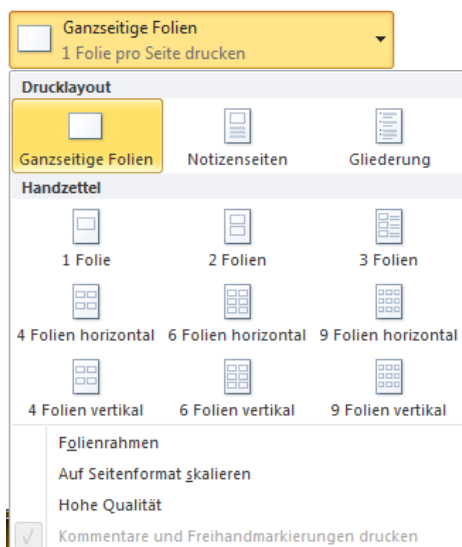 Ganzseitige Folien
1 Folie pro Seite drucken
Drucklayout
Ganzseitige Folien Notizenseiten Gliederung
Handzettel
1 Folie 2 Folien 3 Folien
4 Folien horizontal 6 Folien horizontal 9 Folien horizontal
4 Folien vertikal 6 Folien vertikal 9 Folien vertikal
Folienrahmen
Auf Seitenformat skalieren
Hohe Qualität
Kommentare und Freihandmarkierungen drucken